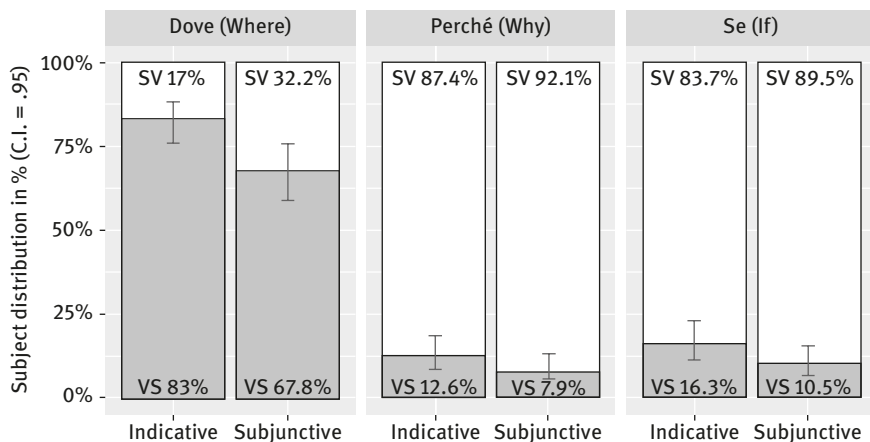 Dove (Where) Perché (Why) Se (If)
Subject distribution in % (C.I. = .95)
100%
75%
50%
25%
0%
SV 17% SV 32.2% SV 87.4% SV 92.1% SV 83.7% SV 89.5%
VS 83% VS 67.8% VS 12.6% VS 7.9% VS 16.3% VS 10.5%
Indicative Subjunctive Indicative Subjunctive Indicative Subjunctive